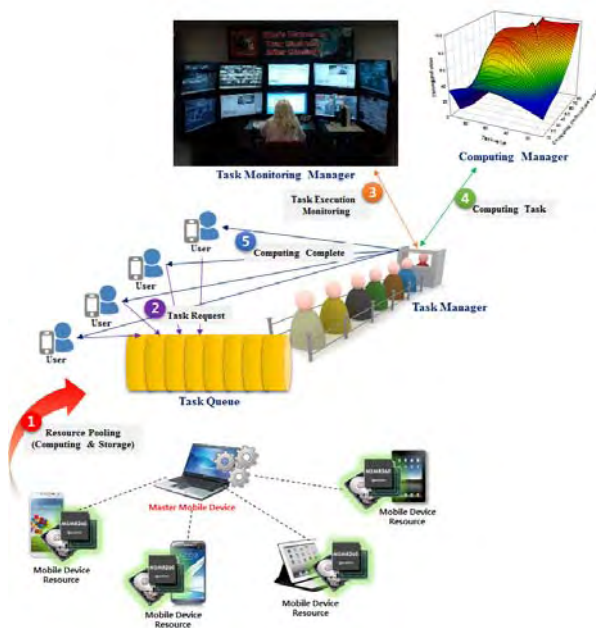 Task Monitoring Manager
Computing Manager
3
Task Execution
Monitoring
4
Computing Task
User
5
Computing Complete
User
User
2
Task Request
User
Task Manager
Task Queue
1
Resource Pooling
(Computing & Storage)
Master Mobile Device
Mobile Device
Resource
Mobile Device
Resource
Mobile Device
Resource
Mobile Device
Resource